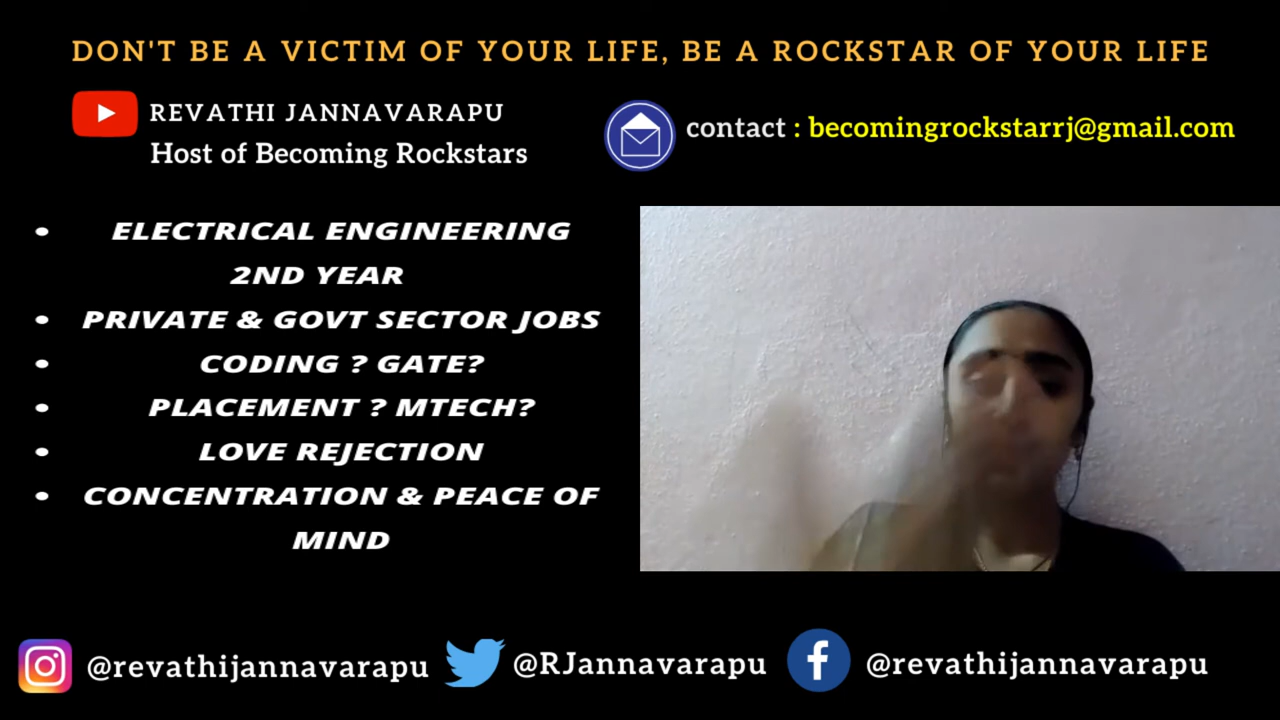 DON'T BE A VICTIM OF YOUR LIFE, BE A ROCKSTAR OF YOUR LIFE
REVATHI JANNAVARAPU
Host of Becoming Rockstars
contact : becomingrockstarrj@gmail.com
• ELECTRICAL ENGINEERING
2ND YEAR
• PRIVATE & GOVT SECTOR JOBS
• CODING ? GATE?
• PLACEMENT ? MTECH?
• LOVE REJECTION
• CONCENTRATION & PEACE OF
MIND
@revathijannavarapu
@RJannavarapu
@revathijannavarapu